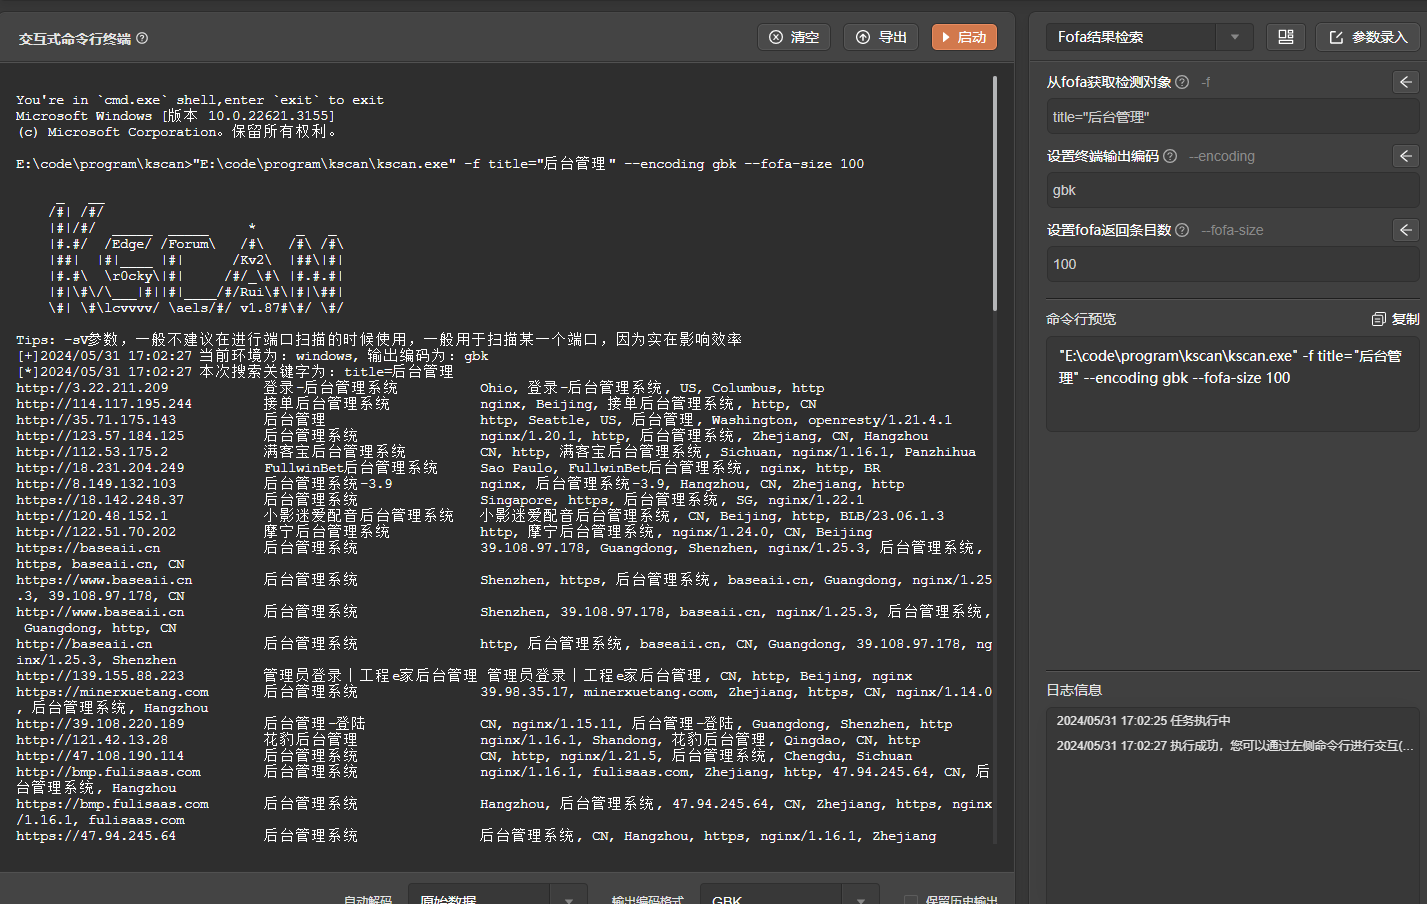 交互式命令行终端
清空
导出
启动
You're in `cmd.exe` shell,enter `exit` to exit
Microsoft Windows [版本 10.0.22621.3155]
(c) Microsoft Corporation。保留所有权利。
E:\code\program\kscan>"E:\code\program\kscan\kscan.exe" -f title="后台管理" --encoding gbk --fofa-size 100
     _   __
    /#| /#/
    |#|/#/   _____  _____     *     _   _
    |#.#/  /Edge/ /Forum\   /#\   /#\ /#\
    |##|  |#|____ |#|      /Kv2\  |##\|#|
    |#.#\  \r0cky\|#|     /#/_\#\ |#.#.#|
    |#|\#\/\___|#||#|____/#/Rui\#\|#|\##|
    \#| \#\lcvvvv/ \aels/#/ v1.87#\#/ \#/
Tips: -sV参数，一般不建议在进行端口扫描的时候使用，一般用于扫描某一个端口，因为实在影响效率
[+]2024/05/31 17:02:27 当前环境为：windows, 输出编码为：gbk
[*]2024/05/31 17:02:27 本次搜索关键字为：title=后台管理
http://3.22.211.209 登录-后台管理系统 Ohio, 登录-后台管理系统, US, Columbus, http
http://114.117.195.244 接单后台管理系统 nginx, Beijing, 接单后台管理系统, http, CN
http://35.71.175.143 后台管理 http, Seattle, US, 后台管理, Washington, openresty/1.21.4.1
http://123.57.184.125 后台管理系统 nginx/1.20.1, http, 后台管理系统, Zhejiang, CN, Hangzhou
http://112.53.175.2 满客宝后台管理系统 CN, http, 满客宝后台管理系统, Sichuan, nginx/1.16.1, Panzhihua
http://18.231.204.249 FullwinBet后台管理系统 Sao Paulo, FullwinBet后台管理系统, nginx, http, BR
http://8.149.132.103 后台管理系统-3.9 nginx, 后台管理系统-3.9, Hangzhou, CN, Zhejiang, http
https://18.142.248.37 后台管理系统 Singapore, https, 后台管理系统, SG, nginx/1.22.1
http://120.48.152.1 小影迷爱配音后台管理系统 小影迷爱配音后台管理系统, CN, Beijing, http, BLB/23.06.1.3
http://122.51.70.202 摩宁后台管理系统 http, 摩宁后台管理系统, nginx/1.24.0, CN, Beijing
https://baseaii.cn 后台管理系统 39.108.97.178, Guangdong, Shenzhen, nginx/1.25.3, 后台管理系统,
https, baseaii.cn, CN
https://www.baseaii.cn 后台管理系统 Shenzhen, https, 后台管理系统, baseaii.cn, Guangdong, nginx/1.25
.3, 39.108.97.178, CN
http://www.baseaii.cn 后台管理系统 Shenzhen, 39.108.97.178, baseaii.cn, nginx/1.25.3, 后台管理系统,
Guangdong, http, CN
http://baseaii.cn 后台管理系统 http, 后台管理系统, baseaii.cn, CN, Guangdong, 39.108.97.178, ng
inx/1.25.3, Shenzhen
http://139.155.88.223 管理员登录｜工程e家后台管理 管理员登录｜工程e家后台管理, CN, http, Beijing, nginx
https://minerxuetang.com 后台管理系统 39.98.35.17, minerxuetang.com, Zhejiang, https, CN, nginx/1.14.0
, 后台管理系统, Hangzhou
http://39.108.220.189 后台管理-登陆 CN, nginx/1.15.11, 后台管理-登陆, Guangdong, Shenzhen, http
http://121.42.13.28 花豹后台管理 nginx/1.16.1, Shandong, 花豹后台管理, Qingdao, CN, http
http://47.108.190.114 后台管理系统 CN, http, nginx/1.21.5, 后台管理系统, Chengdu, Sichuan
http://bmp.fulisaas.com 后台管理系统 nginx/1.16.1, fulisaas.com, Zhejiang, http, 47.94.245.64, CN, 后
台管理系统, Hangzhou
https://bmp.fulisaas.com 后台管理系统 Hangzhou, 后台管理系统, 47.94.245.64, CN, Zhejiang, https, nginx
/1.16.1, fulisaas.com
https://47.94.245.64 后台管理系统 后台管理系统, CN, Hangzhou, https, nginx/1.16.1, Zhejiang
自动解码
原始数据
输出编码格式
GBK
保留历史输出
Fofa结果检索
参数录入
从fofa获取检测对象 -f
title="后台管理"
设置终端输出编码 --encoding
gbk
设置fofa返回条目数 --fofa-size
100
命令行预览
复制
"E:\code\program\kscan\kscan.exe" -f title="后台管
理" --encoding gbk --fofa-size 100
日志信息
2024/05/31 17:02:25 任务执行中
2024/05/31 17:02:27 执行成功，您可以通过左侧命令行进行交互(...